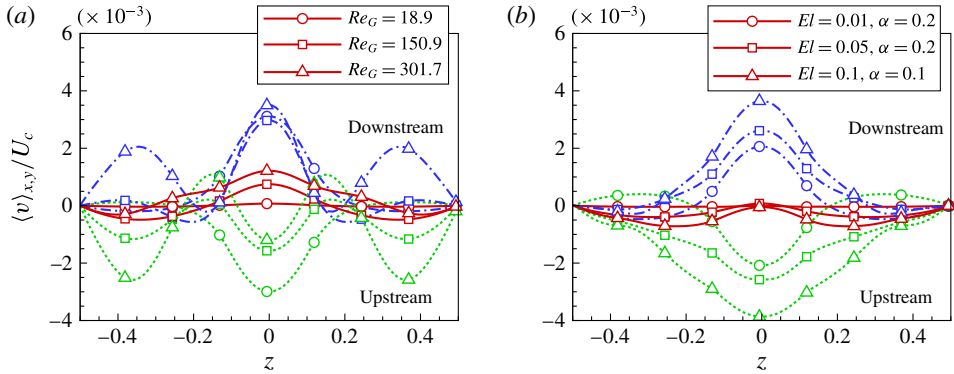 (a)
(× 10⁻³)
6
4
2
0
−2
−4
⟨v⟩x,y/Uc
Re_G = 18.9
Re_G = 150.9
Re_G = 301.7
Downstream
Upstream
−0.4
−0.2
0
0.2
0.4
z
(b)
(× 10⁻³)
6
4
2
0
−2
−4
El = 0.01, α = 0.2
El = 0.05, α = 0.2
El = 0.1, α = 0.1
Downstream
Upstream
−0.4
−0.2
0
0.2
0.4
z